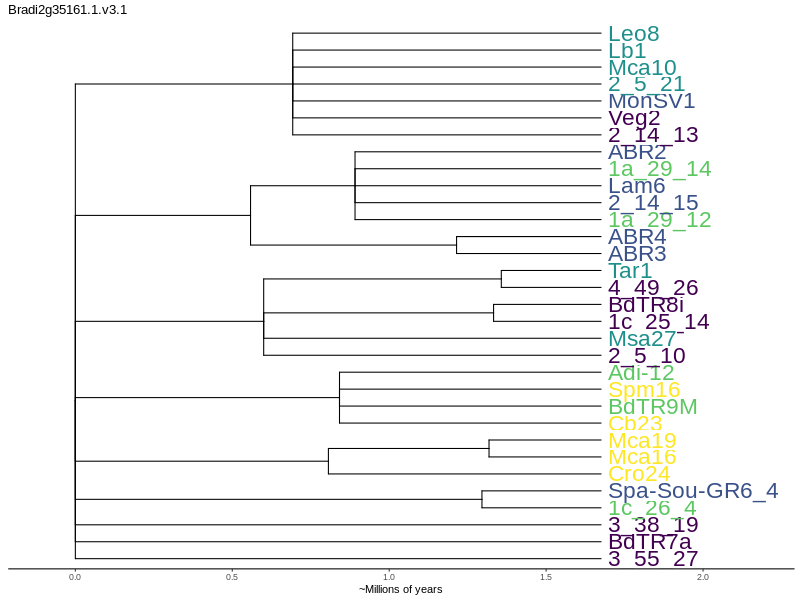 Bradi2g35161.1.v3.1
Leo8
Lb1
Mca10
2_5_21
MonSV1
Veg2
2_14_13
ABR2
1a_29_14
Lam6
2_14_15
1a_29_12
ABR4
ABR3
Tar1
4_49_26
BdTR8i
1c_25_14
Msa27
2_5_10
Adi-12
Spm16
BdTR9M
Cb23
Mca19
Mca16
Cro24
Spa-Sou-GR6_4
1c_26_4
3_38_19
BdTR7a
3_55_27
0.0 0.5 1.0 1.5 2.0
~Millions of years